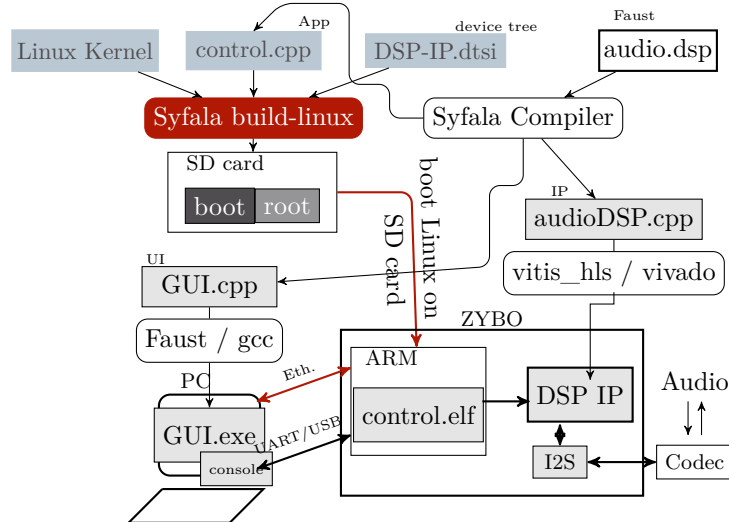 App
device tree
Faust
Linux Kernel
control.cpp
DSP-IP.dtsi
audio.dsp
Syfala build-linux
Syfala Compiler
SD card
boot
root
boot Linux on
SD card
IP
audioDSP.cpp
vitis_hls / vivado
UI
GUI.cpp
Faust / gcc
ZYBO
PC
Eth.
ARM
GUI.exe
UART/USB
console
control.elf
DSP IP
I2S
Audio
Codec